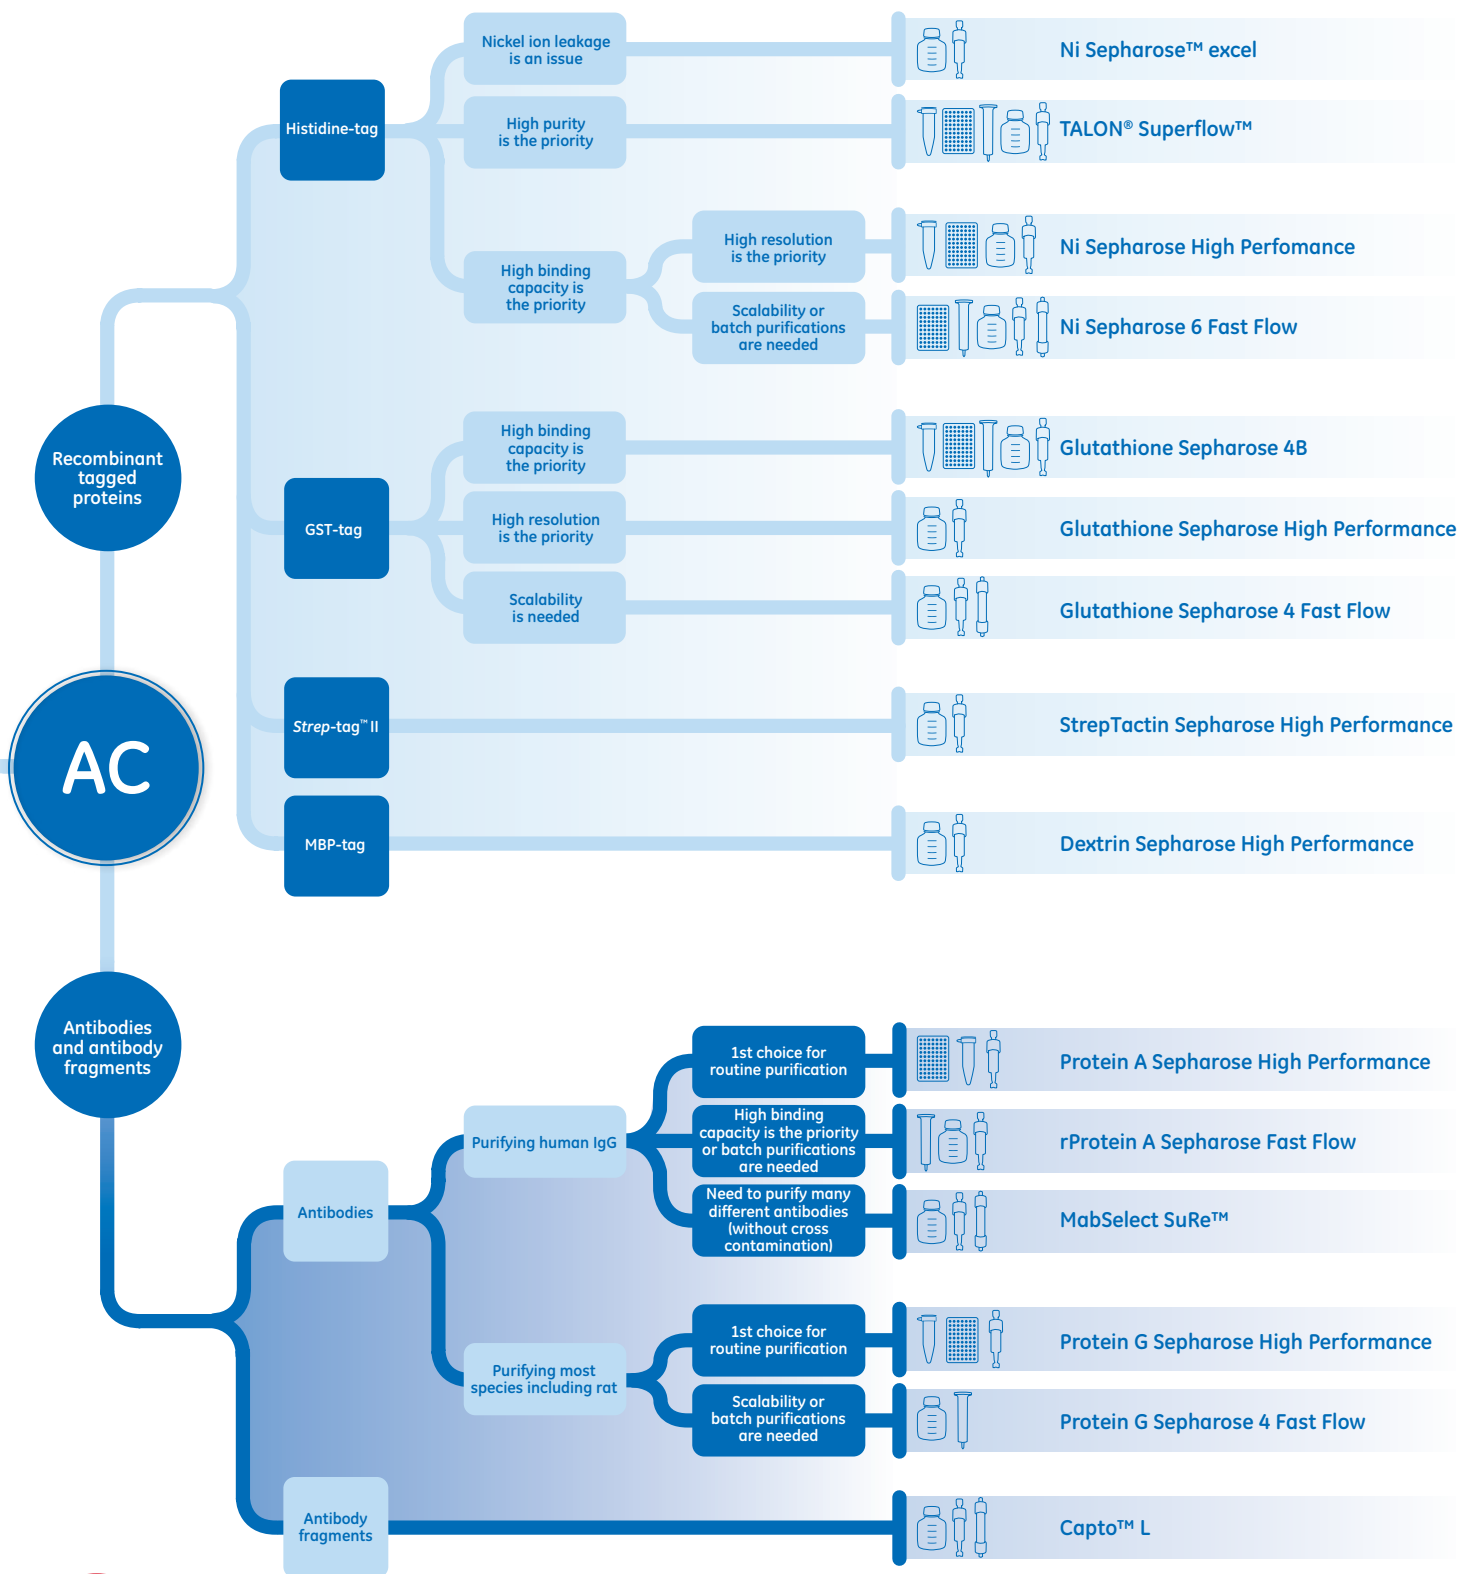 Nickel ion leakage
is an issue
Ni Sepharose™ excel
Histidine-tag
High purity
is the priority
TALON® Superflow™
High resolution
is the priority
Ni Sepharose High Perfomance
High binding
capacity is
the priority
Scalability or
batch purifications
are needed
Ni Sepharose 6 Fast Flow
Recombinant
tagged
proteins
High binding
capacity is
the priority
Glutathione Sepharose 4B
GST-tag
High resolution
is the priority
Glutathione Sepharose High Performance
Scalability
is needed
Glutathione Sepharose 4 Fast Flow
Strep-tag™ II
StrepTactin Sepharose High Performance
AC
MBP-tag
Dextrin Sepharose High Performance
Antibodies
and antibody
fragments
1st choice for
routine purification
Protein A Sepharose High Performance
Purifying human IgG
High binding
capacity is the priority
or batch purifications
are needed
rProtein A Sepharose Fast Flow
Antibodies
Need to purify many
different antibodies
(without cross
contamination)
MabSelect SuRe™
1st choice for
routine purification
Protein G Sepharose High Performance
Purifying most
species including rat
Scalability or
batch purifications
are needed
Protein G Sepharose 4 Fast Flow
Antibody
fragments
Capto™ L